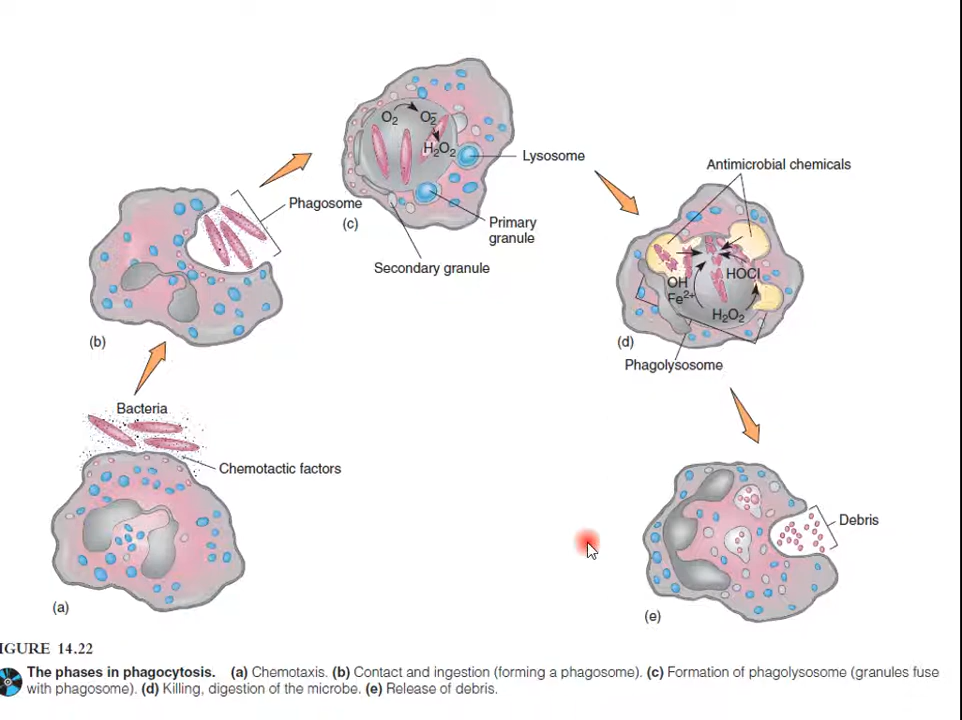 O₂ O₂⁻
H₂O₂
Lysosome
Phagosome
(c)
Primary
granule
Secondary granule
Antimicrobial chemicals
OH
Fe²⁺
HOCl
H₂O₂
(d)
Phagolysosome
(b)
Bacteria
Chemotactic factors
(a)
Debris
(e)
IGURE 14.22
The phases in phagocytosis. (a) Chemotaxis. (b) Contact and ingestion (forming a phagosome). (c) Formation of phagolysosome (granules fuse
with phagosome). (d) Killing, digestion of the microbe. (e) Release of debris.